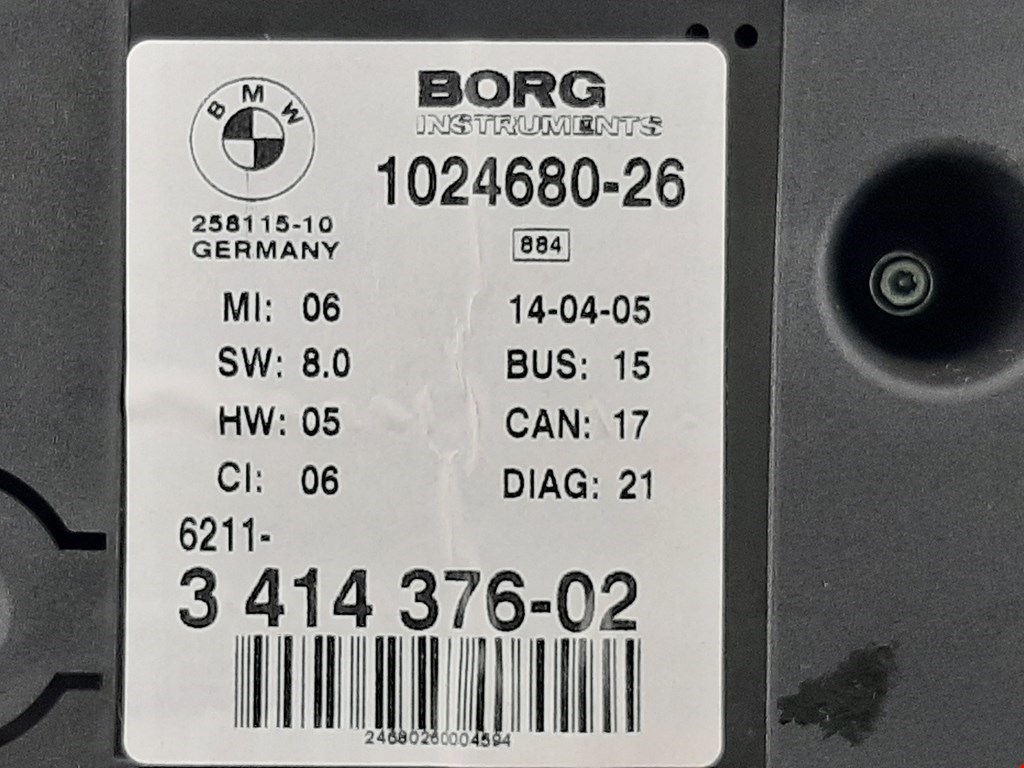 BMW
BORG
INSTRUMENTS
1024680-26
258115-10
GERMANY
884
MI: 06
14-04-05
SW: 8.0
BUS: 15
HW: 05
CAN: 17
CI: 06
DIAG: 21
6211-
3 414 376-02
24680260004594